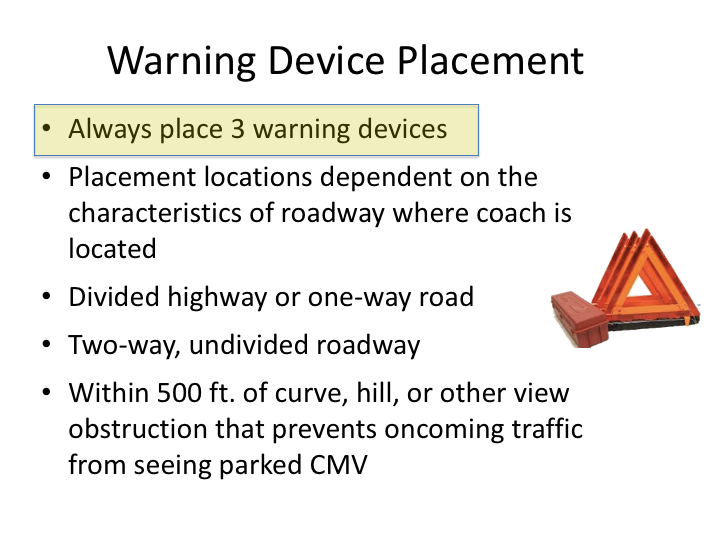 Warning Device Placement
• Always place 3 warning devices
• Placement locations dependent on the
characteristics of roadway where coach is
located
• Divided highway or one-way road
• Two-way, undivided roadway
• Within 500 ft. of curve, hill, or other view
obstruction that prevents oncoming traffic
from seeing parked CMV